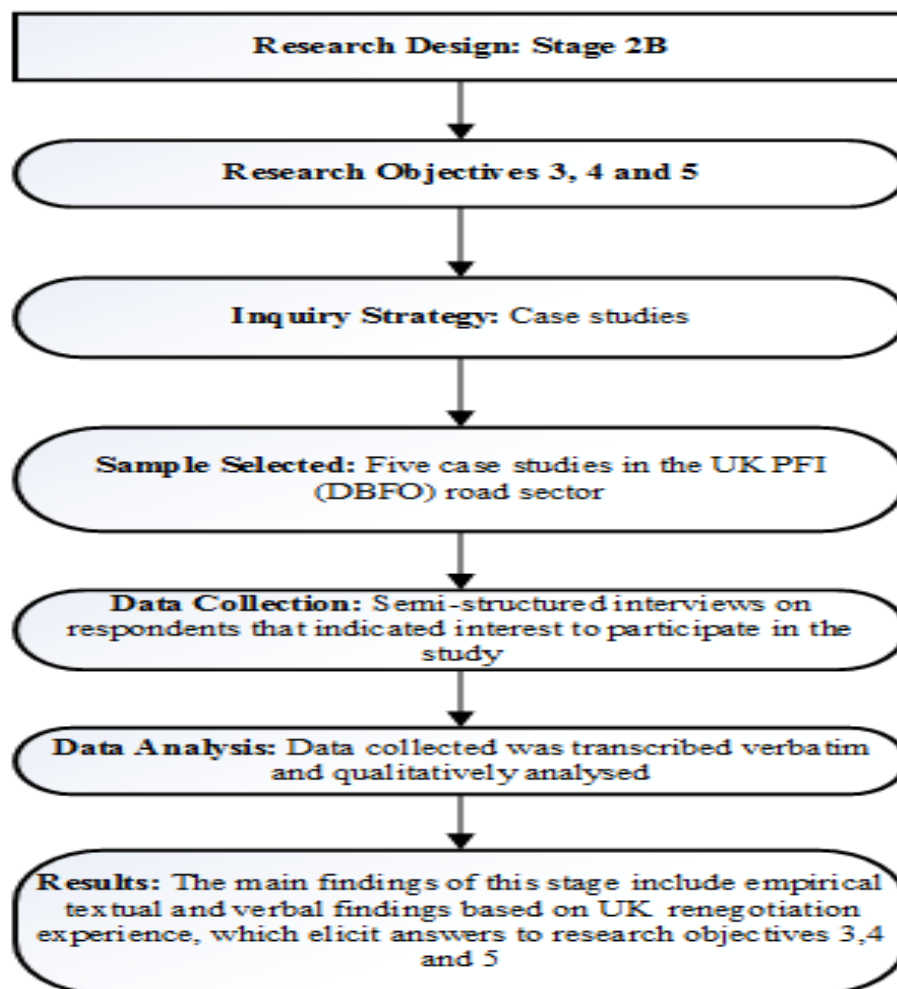 Research Design: Stage 2B
Research Objectives 3, 4 and 5
Inquiry Strategy: Case studies
Sample Selected: Five case studies in the UK PFI
(DBFO) road sector
Data Collection: Semi-structured interviews on
respondents that indicated interest to participate in the
study
Data Analysis: Data collected was transcribed verbatim
and qualitatively analysed
Results: The main findings of this stage include empirical
textual and verbal findings based on UK renegotiation
experience, which elicit answers to research objectives 3,4
and 5